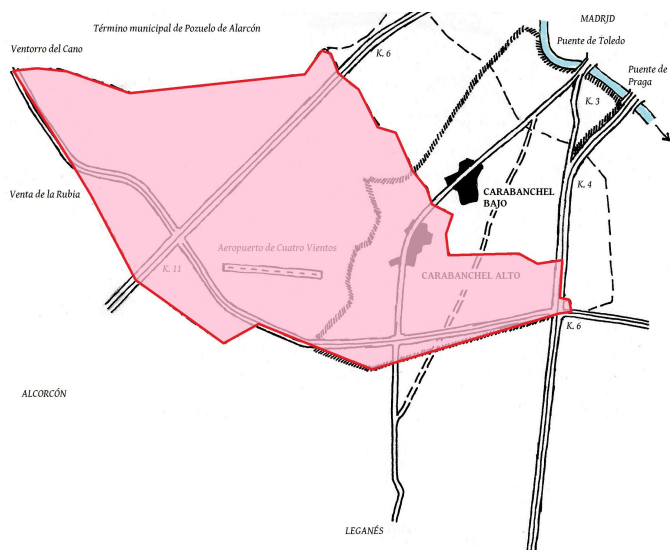 MADRID
Término municipal de Pozuelo de Alarcón
Puente de Toledo
Ventorro del Cano
K. 6
Puente de
Praga
K. 3
K. 4
CARABANCHEL
BAJO
Venta de la Rubia
Aeropuerto de Cuatro Vientos
K. 11
CARABANCHEL ALTO
K. 6
ALCORCÓN
LEGANÉS